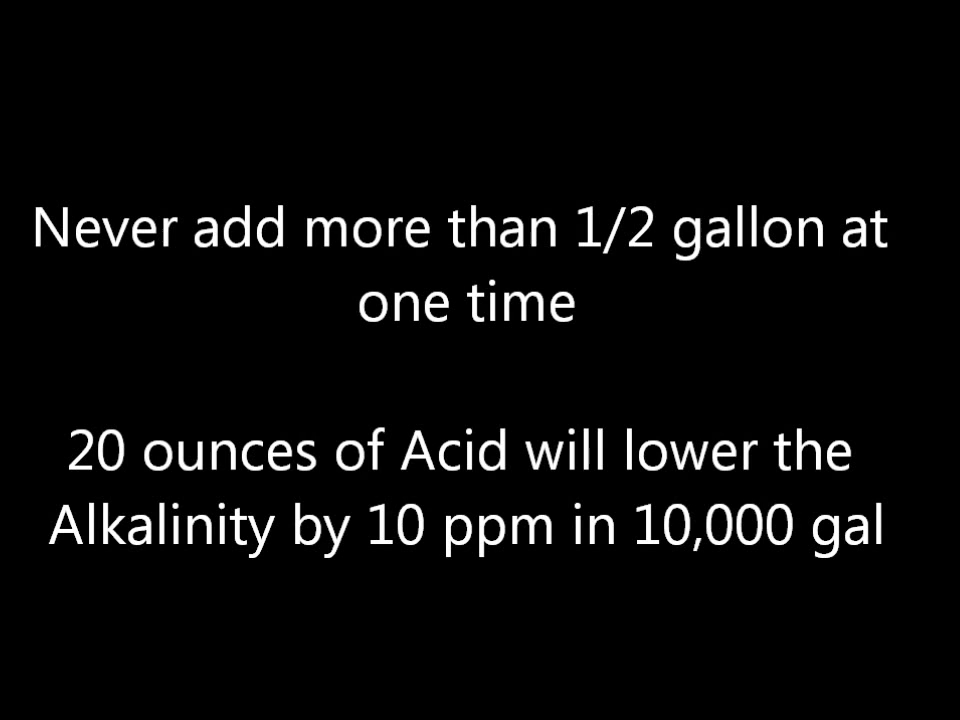 Never add more than 1/2 gallon at
one time
20 ounces of Acid will lower the
Alkalinity by 10 ppm in 10,000 gal